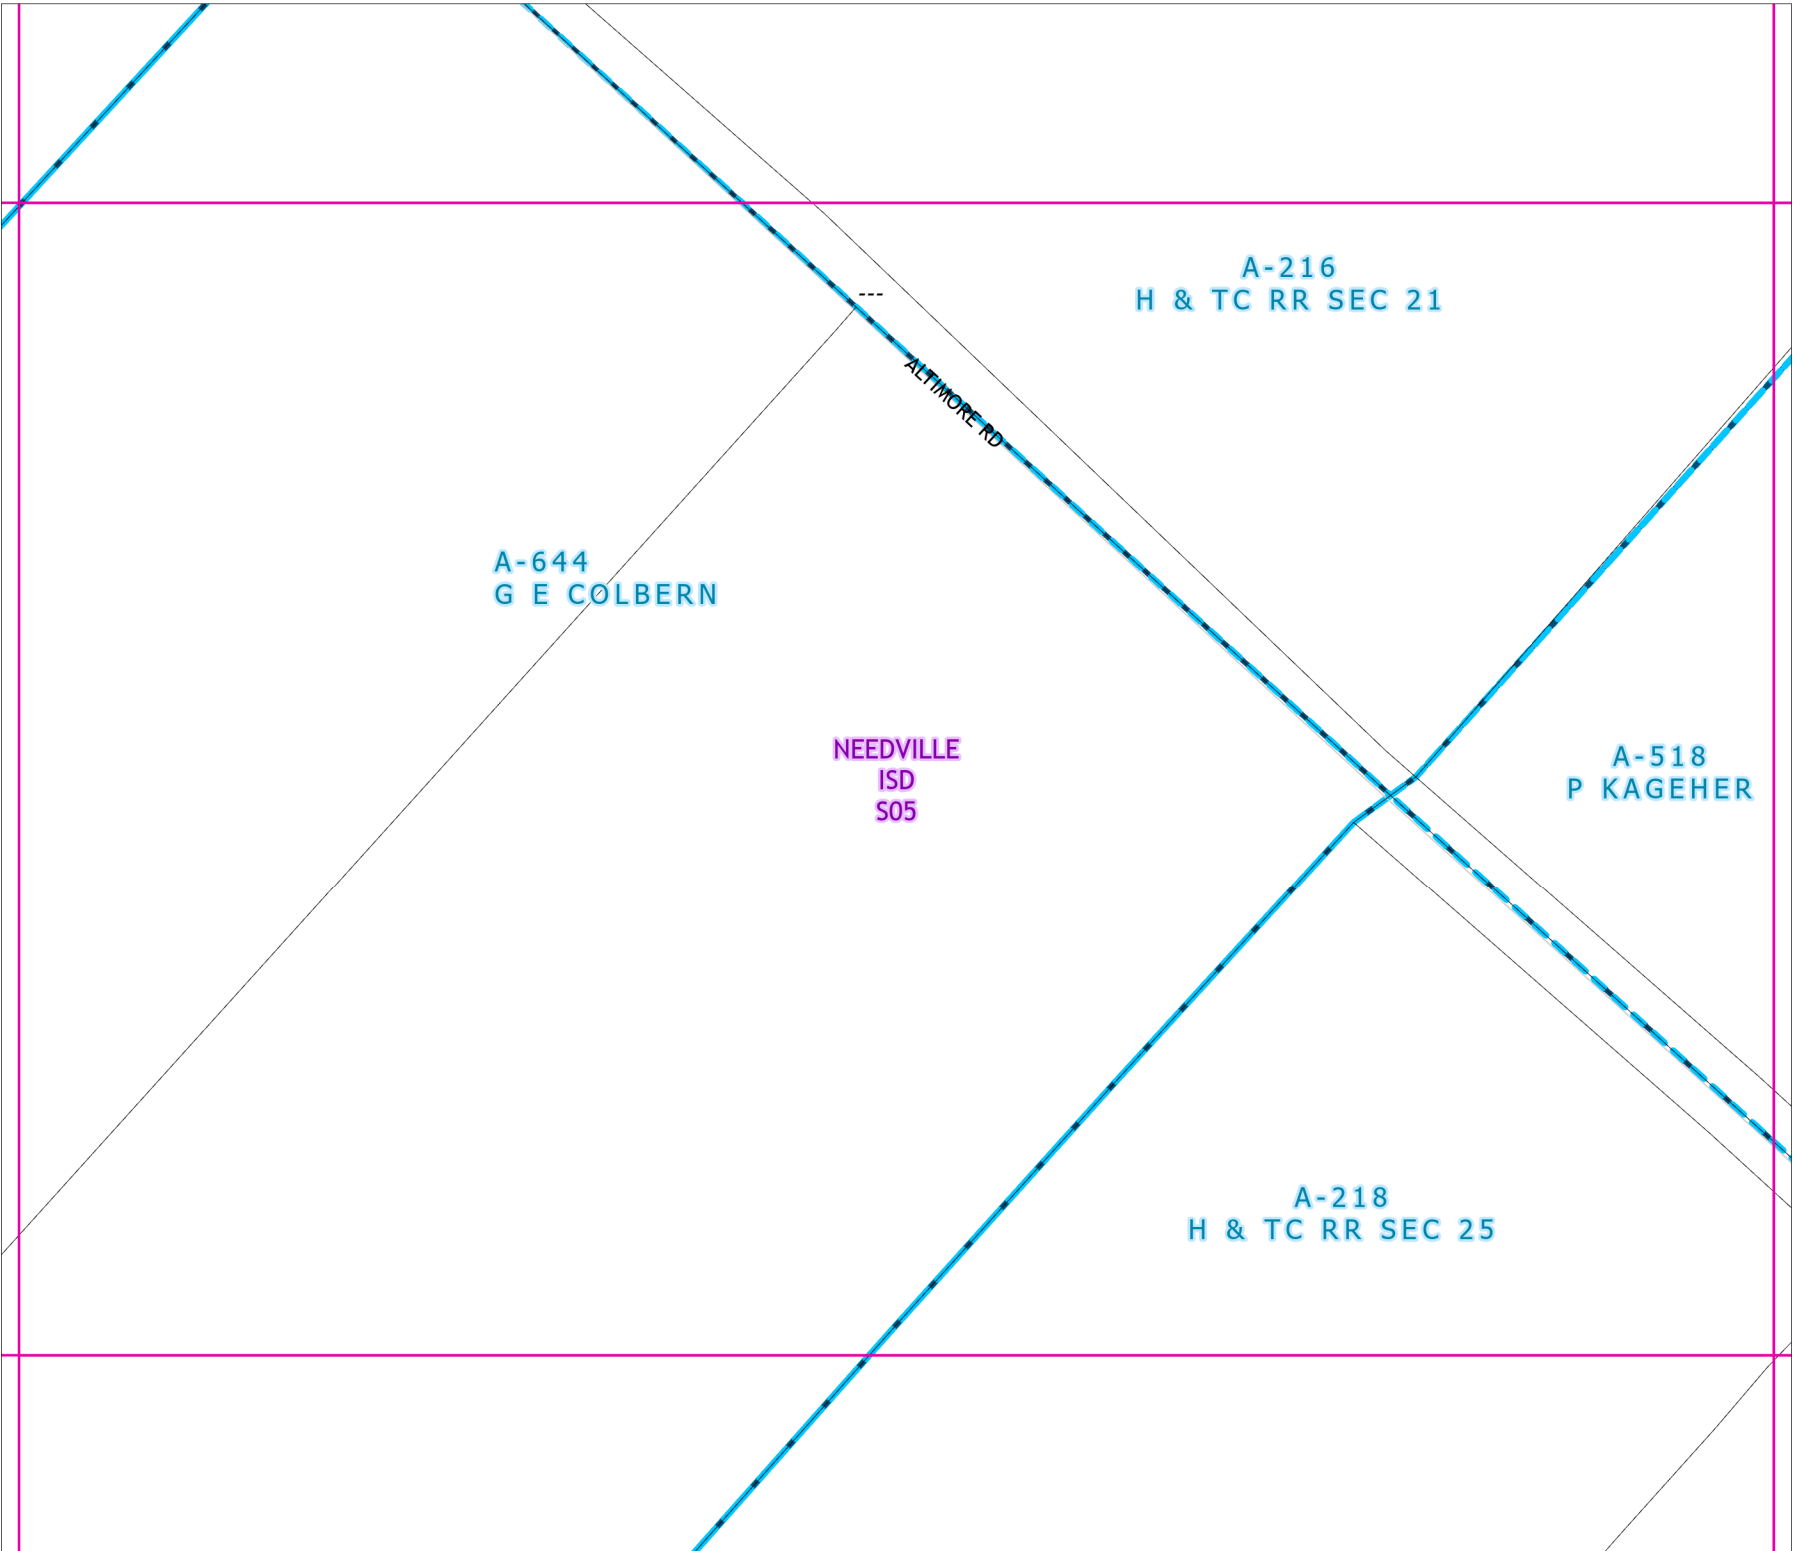 A-216
H & TC RR SEC 21
---
ALTIMORE RD
A-644
G E COLBERN
NEEDVILLE
ISD
S05
A-518
P KAGEHER
A-218
H & TC RR SEC 25